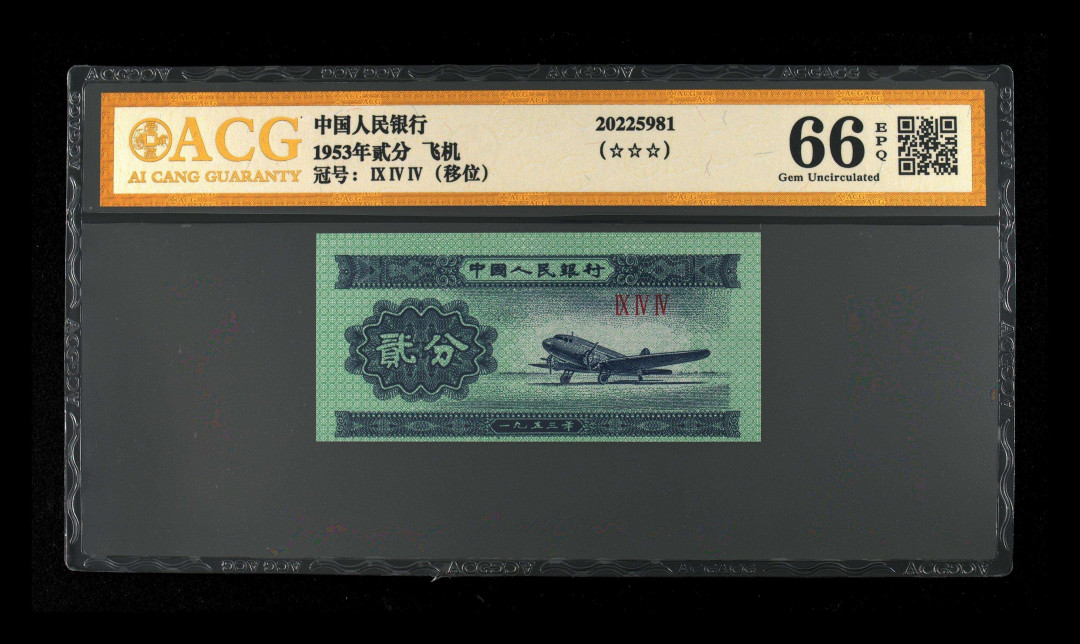 ACG
AI CANG GUARANTY
中国人民银行
1953年贰分 飞机
冠号：Ⅸ Ⅳ Ⅳ（移位）
20225981
（☆☆☆）
66
EPQ
Gem Uncirculated
中國人民銀行
Ⅸ Ⅳ Ⅳ
貳分
一九五三年